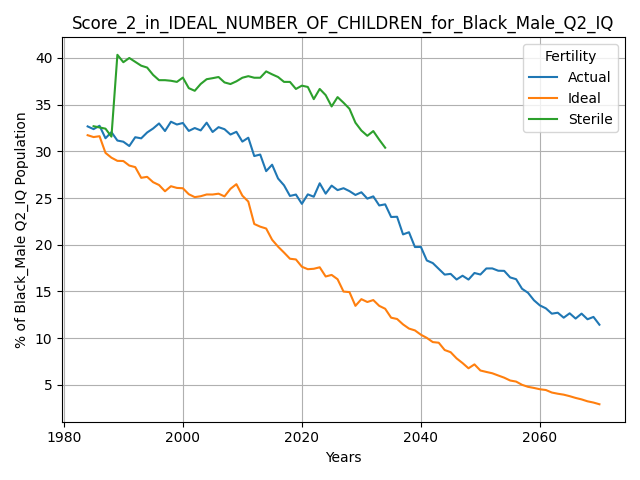 Score_2_in_IDEAL_NUMBER_OF_CHILDREN_for_Black_Male_Q2_IQ
Fertility
Actual
Ideal
Sterile
% of Black_Male Q2_IQ Population
40
35
30
25
20
15
10
5
1980
2000
2020
2040
2060
Years